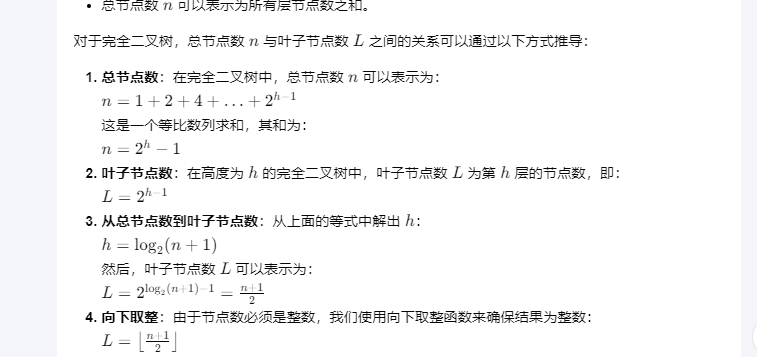 • 总节点数 n 可以表示为所有层节点数之和。
对于完全二叉树，总节点数 n 与叶子节点数 L 之间的关系可以通过以下方式推导：
1. 总节点数：在完全二叉树中，总节点数 n 可以表示为：
n = 1 + 2 + 4 + … + 2^{h−1}
这是一个等比数列求和，其和为：
n = 2^h − 1
2. 叶子节点数：在高度为 h 的完全二叉树中，叶子节点数 L 为第 h 层的节点数，即：
L = 2^{h−1}
3. 从总节点数到叶子节点数：从上面的等式中解出 h：
h = log₂(n + 1)
然后，叶子节点数 L 可以表示为：
L = 2^{log₂(n+1)−1} = \frac{n+1}{2}
4. 向下取整：由于节点数必须是整数，我们使用向下取整函数来确保结果为整数：
L = ⌊\frac{n+1}{2}⌋